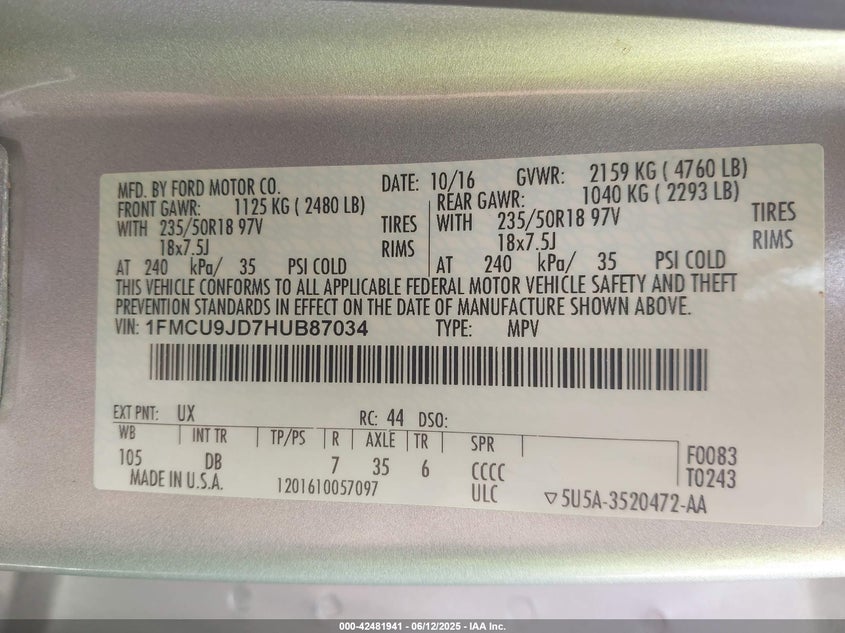 MFD. BY FORD MOTOR CO. DATE: 10/16 GVWR: 2159 KG ( 4760 LB)
FRONT GAWR: 1125 KG ( 2480 LB) REAR GAWR: 1040 KG ( 2293 LB)
WITH 235/50R18 97V TIRES WITH 235/50R18 97V TIRES
18x7.5J RIMS 18x7.5J RIMS
AT 240 kPa/ 35 PSI COLD AT 240 kPa/ 35 PSI COLD
THIS VEHICLE CONFORMS TO ALL APPLICABLE FEDERAL MOTOR VEHICLE SAFETY AND THEFT
PREVENTION STANDARDS IN EFFECT ON THE DATE OF MANUFACTURE SHOWN ABOVE.
VIN: 1FMCU9JD7HUB87034 TYPE: MPV
EXT PNT: UX RC: 44 DSO:
WB INT TR TP/PS R AXLE TR SPR
105 DB 7 35 6 CCCC F0083
MADE IN U.S.A. 1201610057097 ULC T0243
▽5U5A-3520472-AA
000-42481941 - 06/12/2025 - IAA Inc.